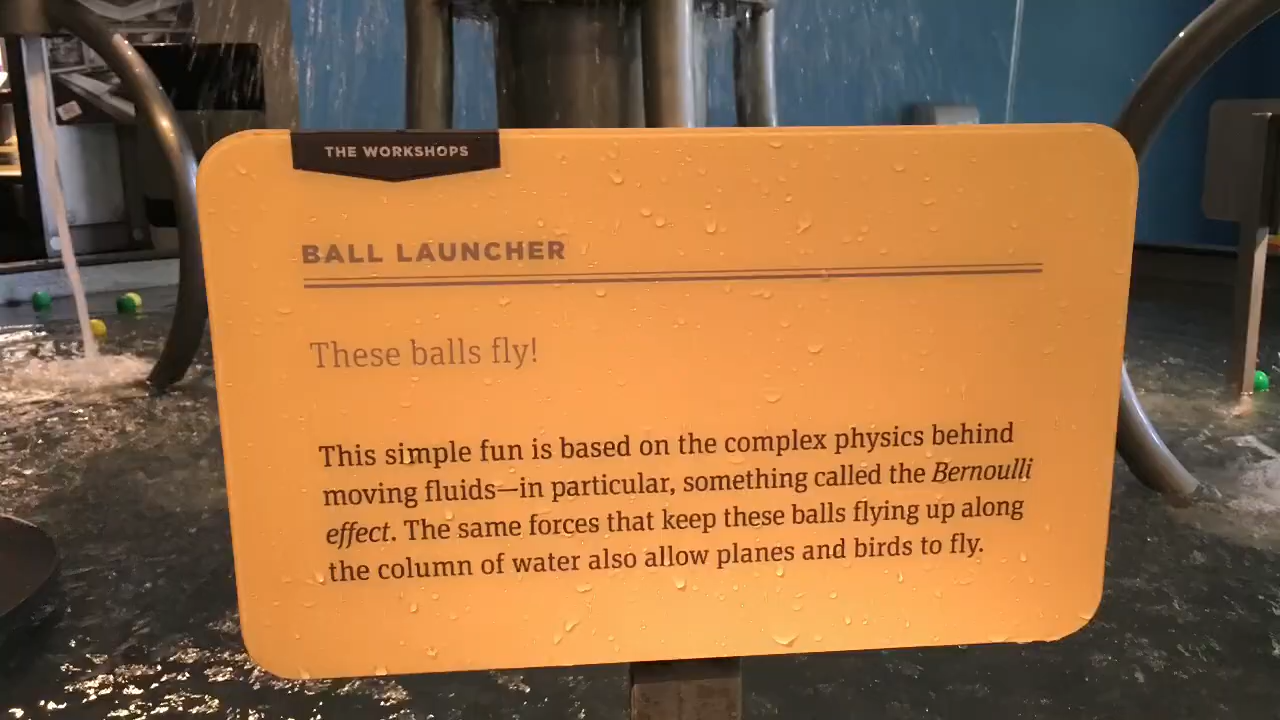 THE WORKSHOPS
BALL LAUNCHER
These balls fly!
This simple fun is based on the complex physics behind
moving fluids—in particular, something called the Bernoulli
effect. The same forces that keep these balls flying up along
the column of water also allow planes and birds to fly.